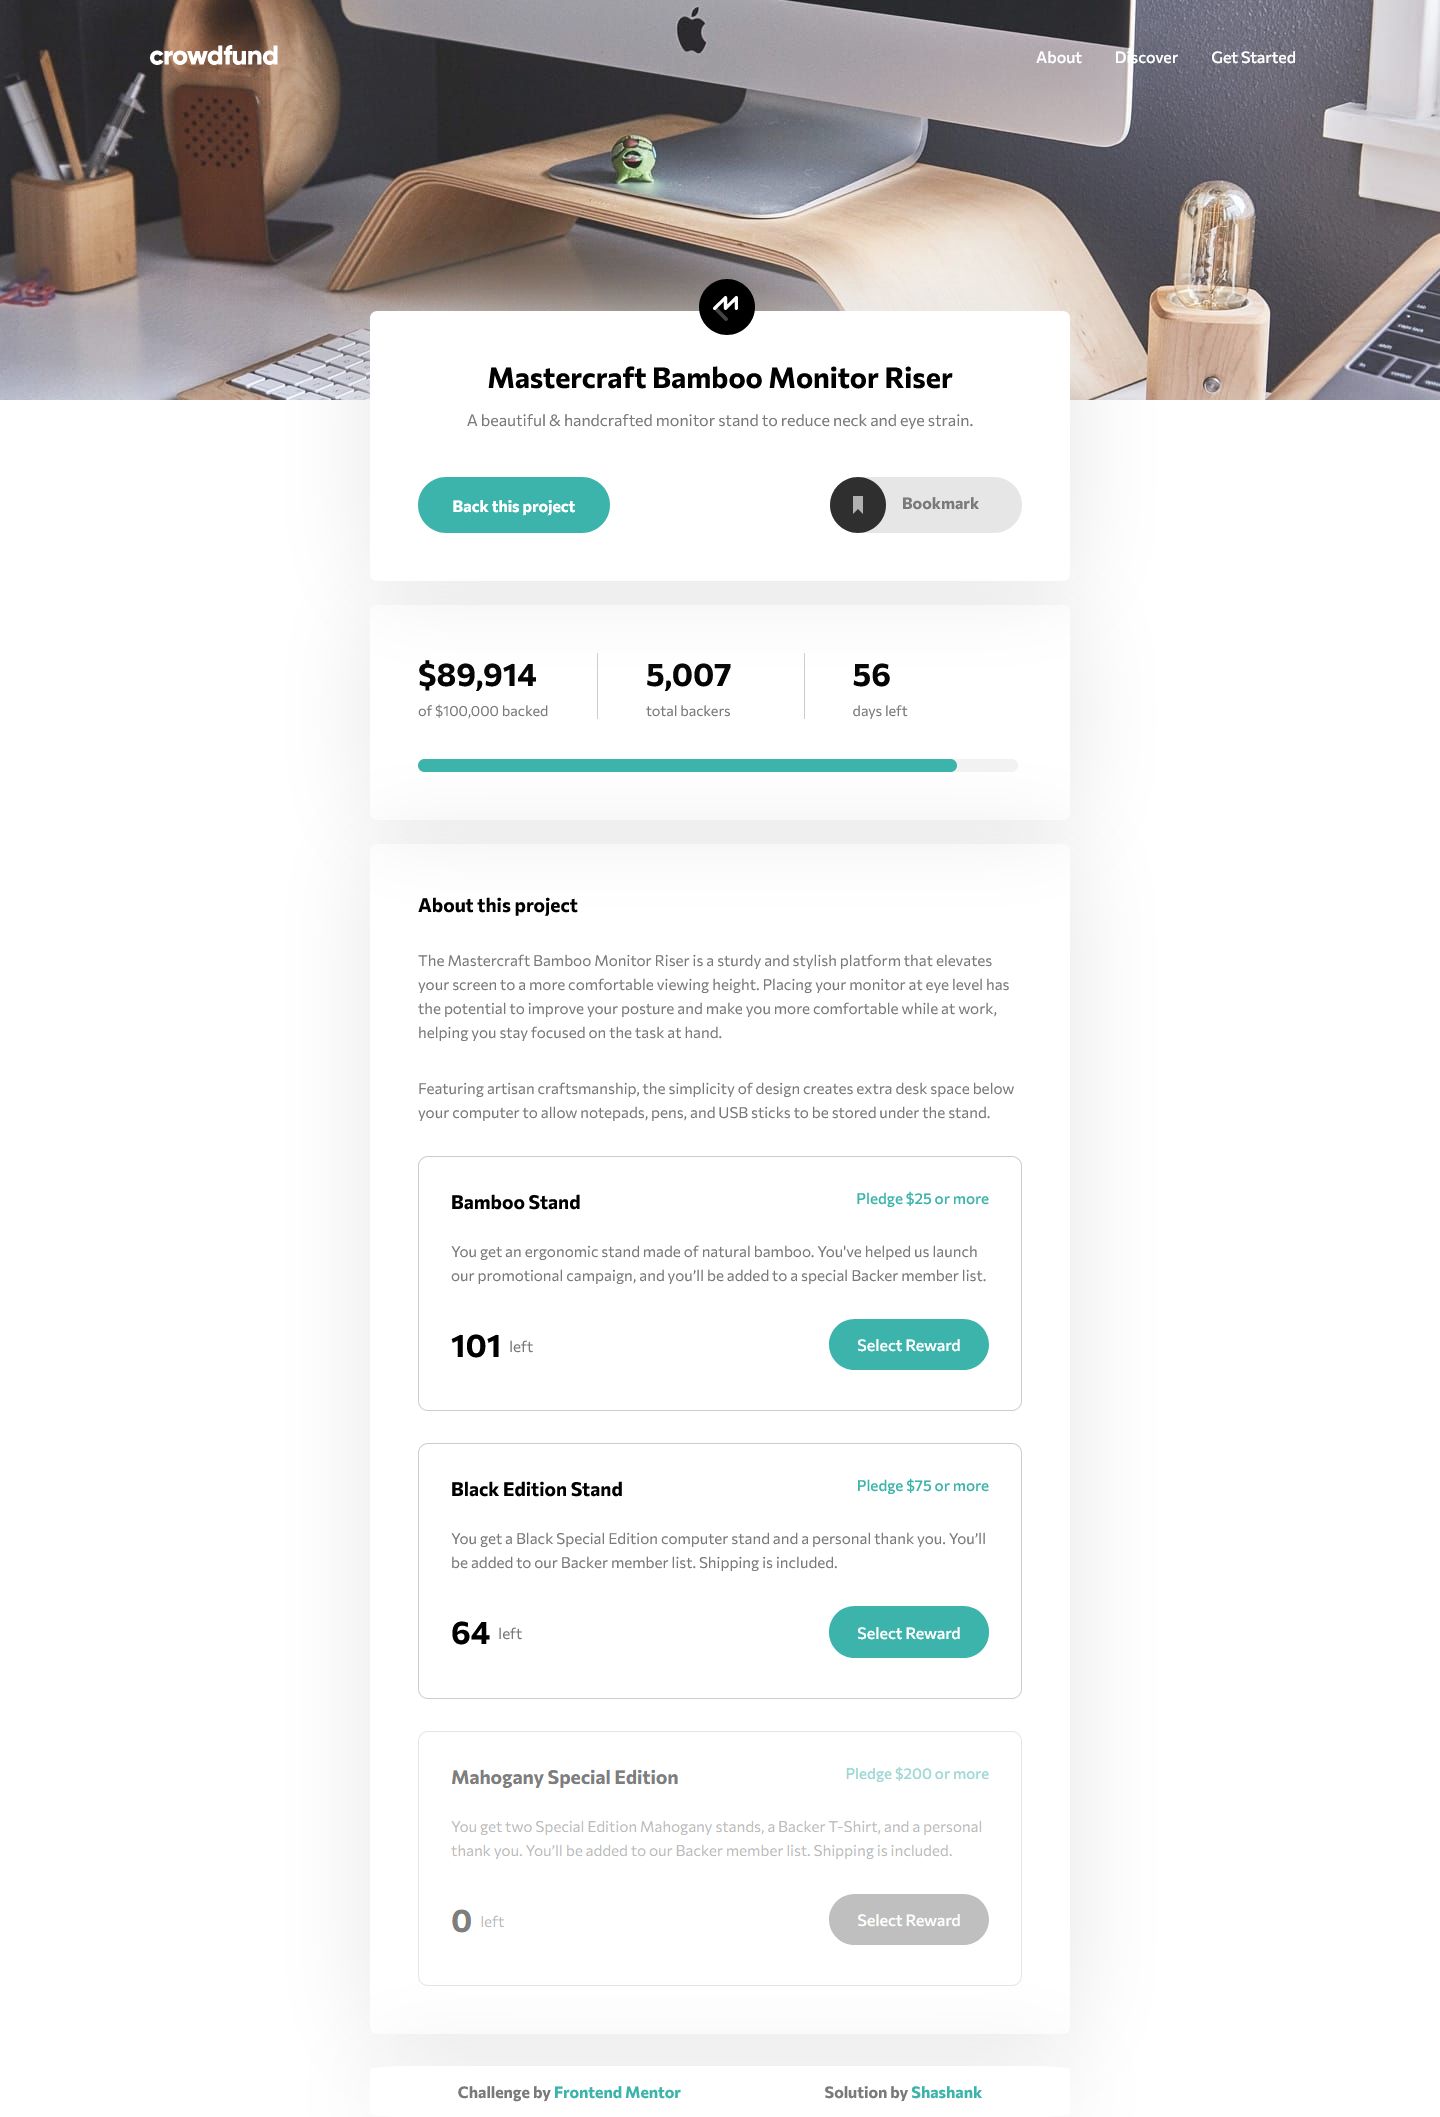 crowdfund
About
Discover
Get Started
Mastercraft Bamboo Monitor Riser
A beautiful & handcrafted monitor stand to reduce neck and eye strain.
Back this project
Bookmark
$89,914
of $100,000 backed
5,007
total backers
56
days left
About this project
The Mastercraft Bamboo Monitor Riser is a sturdy and stylish platform that elevates
your screen to a more comfortable viewing height. Placing your monitor at eye level has
the potential to improve your posture and make you more comfortable while at work,
helping you stay focused on the task at hand.
Featuring artisan craftsmanship, the simplicity of design creates extra desk space below
your computer to allow notepads, pens, and USB sticks to be stored under the stand.
Bamboo Stand
Pledge $25 or more
You get an ergonomic stand made of natural bamboo. You've helped us launch
our promotional campaign, and you’ll be added to a special Backer member list.
101 left
Select Reward
Black Edition Stand
Pledge $75 or more
You get a Black Special Edition computer stand and a personal thank you. You’ll
be added to our Backer member list. Shipping is included.
64 left
Select Reward
Mahogany Special Edition
Pledge $200 or more
You get two Special Edition Mahogany stands, a Backer T-Shirt, and a personal
thank you. You’ll be added to our Backer member list. Shipping is included.
0 left
Select Reward
Challenge by Frontend Mentor
Solution by Shashank